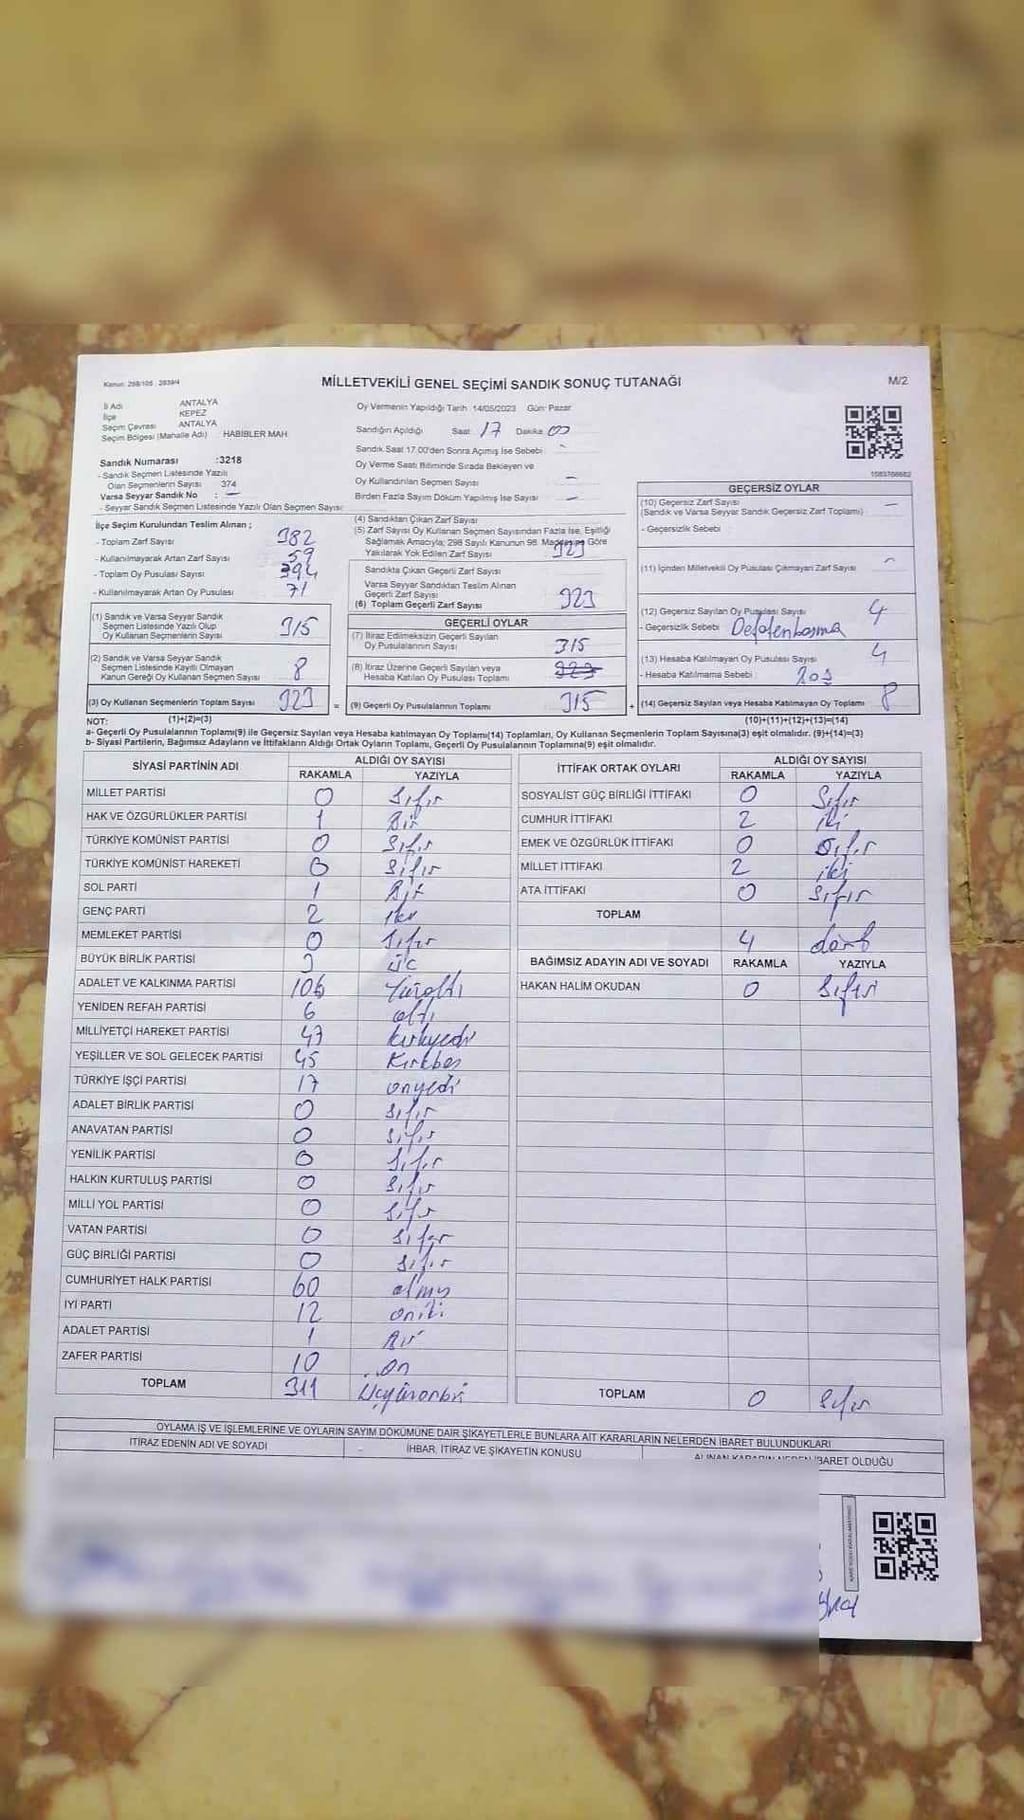 Kanun: 298/105 , 2839/4
MİLLETVEKİLİ GENEL SEÇİMİ SANDIK SONUÇ TUTANAĞI
M/2
İl Adı ANTALYA
İlçe KEPEZ
Seçim Çevresi ANTALYA
Seçim Bölgesi (Mahalle Adı) HABİBLER MAH.
Sandık Numarası :3218
- Sandık Seçmen Listesinde Yazılı
Olan Seçmenlerin Sayısı 374
Varsa Seyyar Sandık No : —
- Seyyar Sandık Seçmen Listesinde Yazılı Olan Seçmen Sayısı
İlçe Seçim Kurulundan Teslim Alınan ;
- Toplam Zarf Sayısı 382
- Kullanılmayarak Artan Zarf Sayısı 59
- Toplam Oy Pusulası Sayısı 394
- Kullanılmayarak Artan Oy Pusulası 71
(1) Sandık ve Varsa Seyyar Sandık
Seçmen Listesinde Yazılı Olup
Oy Kullanan Seçmenlerin Sayısı 315
(2) Sandık ve Varsa Seyyar Sandık
Seçmen Listesinde Kayıtlı Olmayan
Kanun Gereği Oy Kullanan Seçmen Sayısı 8
(3) Oy Kullanan Seçmenlerin Toplam Sayısı 323 =
Oy Vermenin Yapıldığı Tarih 14/05/2023 Gün: Pazar
Sandığın Açıldığı Saat 17 Dakika 00
Sandık Saat 17.00'den Sonra Açımış İse Sebebi -
Oy Verme Saati Bitiminde Sırada Bekleyen ve
Oy Kullandırılan Seçmen Sayısı —
Birden Fazla Sayım Döküm Yapılmış İse Sayısı —
(4) Sandıktan Çıkan Zarf Sayısı
(5) Zarf Sayısı Oy Kullanan Seçmen Sayısından Fazla İse, Eşitliği
Sağlamak Amacıyla; 298 Sayılı Kanunun 98. Maddesine Göre
Yakılarak Yok Edilen Zarf Sayısı 323
Sandıkta Çıkan Geçerli Zarf Sayısı
Varsa Seyyar Sandıktan Teslim Alınan
Geçerli Zarf Sayısı
(6) Toplam Geçerli Zarf Sayısı 323
GEÇERLİ OYLAR
(7) İtiraz Edilmeksizin Geçerli Sayılan
Oy Pusulalarının Sayısı 315
(8) İtiraz Üzerine Geçerli Sayılan veya
Hesaba Katılan Oy Pusulası Toplamı 323
(9) Geçerli Oy Pusulalarının Toplamı 315 +
1083766682
GEÇERSİZ OYLAR
(10) Geçersiz Zarf Sayısı —
(Sandık ve Varsa Seyyar Sandık Geçersiz Zarf Toplamı)
- Geçersizlik Sebebi
(11) İçinden Milletvekili Oy Pusulası Çıkmayan Zarf Sayısı -
(12) Geçersiz Sayılan Oy Pusulası Sayısı 4
- Geçersizlik Sebebi
(13) Hesaba Katılmayan Oy Pusulası Sayısı 4
- Hesaba Katılmama Sebebi
(14) Geçersiz Sayılan veya Hesaba Katılmayan Oy Toplamı 8
NOT: (1)+(2)=(3) (10)+(11)+(12)+(13)=(14)
a- Geçerli Oy Pusulalarının Toplamı(9) ile Geçersiz Sayılan veya Hesaba katılmayan Oy Toplamı(14) Toplamları, Oy Kullanan Seçmenlerin Toplam Sayısına(3) eşit olmalıdır. (9)+(14)=(3)
b- Siyasi Partilerin, Bağımsız Adayların ve İttifakların Aldığı Ortak Oyların Toplamı, Geçerli Oy Pusulalarının Toplamına(9) eşit olmalıdır.
SİYASİ PARTİNİN ADI ALDIĞI OY SAYISI
RAKAMLA YAZIYLA
MİLLET PARTİSİ 0 Sıfır
HAK VE ÖZGÜRLÜKLER PARTİSİ 1 Bir
TÜRKİYE KOMÜNİST PARTİSİ 0 Sıfır
TÜRKİYE KOMÜNİST HAREKETİ 0 Sıfır
SOL PARTİ 1 Bir
GENÇ PARTİ 2 iki
MEMLEKET PARTİSİ 0 Sıfır
BÜYÜK BİRLİK PARTİSİ 3 üç
ADALET VE KALKINMA PARTİSİ 106 Yüzaltı
YENİDEN REFAH PARTİSİ 6 altı
MİLLİYETÇİ HAREKET PARTİSİ 47 kırkyedi
YEŞİLLER VE SOL GELECEK PARTİSİ 45 Kırkbeş
TÜRKİYE İŞÇİ PARTİSİ 17 onyedi
ADALET BİRLİK PARTİSİ 0 sıfır
ANAVATAN PARTİSİ 0 sıfır
YENİLİK PARTİSİ 0 sıfır
HALKIN KURTULUŞ PARTİSİ 0 sıfır
MİLLİ YOL PARTİSİ 0 sıfır
VATAN PARTİSİ 0 sıfır
GÜÇ BİRLİĞİ PARTİSİ 0 sıfır
CUMHURİYET HALK PARTİSİ 60 altmış
İYİ PARTİ 12 oniki
ADALET PARTİSİ 1 Bir
ZAFER PARTİSİ 10 on
TOPLAM 311 Üçyüzonbir
İTTİFAK ORTAK OYLARI ALDIĞI OY SAYISI
RAKAMLA YAZIYLA
SOSYALİST GÜÇ BİRLİĞİ İTTİFAKI 0 Sıfır
CUMHUR İTTİFAKI 2 iki
EMEK VE ÖZGÜRLÜK İTTİFAKI 0 Sıfır
MİLLET İTTİFAKI 2 iki
ATA İTTİFAKI 0 Sıfır
TOPLAM
4 dört
BAĞIMSIZ ADAYIN ADI VE SOYADI RAKAMLA YAZIYLA
HAKAN HALİM OKUDAN 0 Sıfır
TOPLAM 0 Sıfır
OYLAMA İŞ VE İŞLEMLERİNE VE OYLARIN SAYIM DÖKÜMÜNE DAİR ŞİKAYETLERLE BUNLARA AİT KARARLARIN NELERDEN İBARET BULUNDUKLARI
İTİRAZ EDENİN ADI VE SOYADI İHBAR, İTİRAZ VE ŞİKAYETİN KONUSU ALINAN KARARIN NEDEN İBARET OLDUĞU